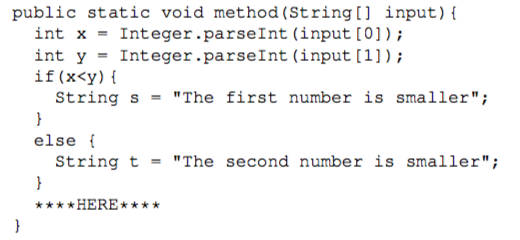 public static void method(String[] input){
int x = Integer.parseInt(input[0]);
int y = Integer.parseInt(input[1]);
if(x<y){
String s = "The first number is smaller";
}
else {
String t = "The second number is smaller";
}
****HERE****
}